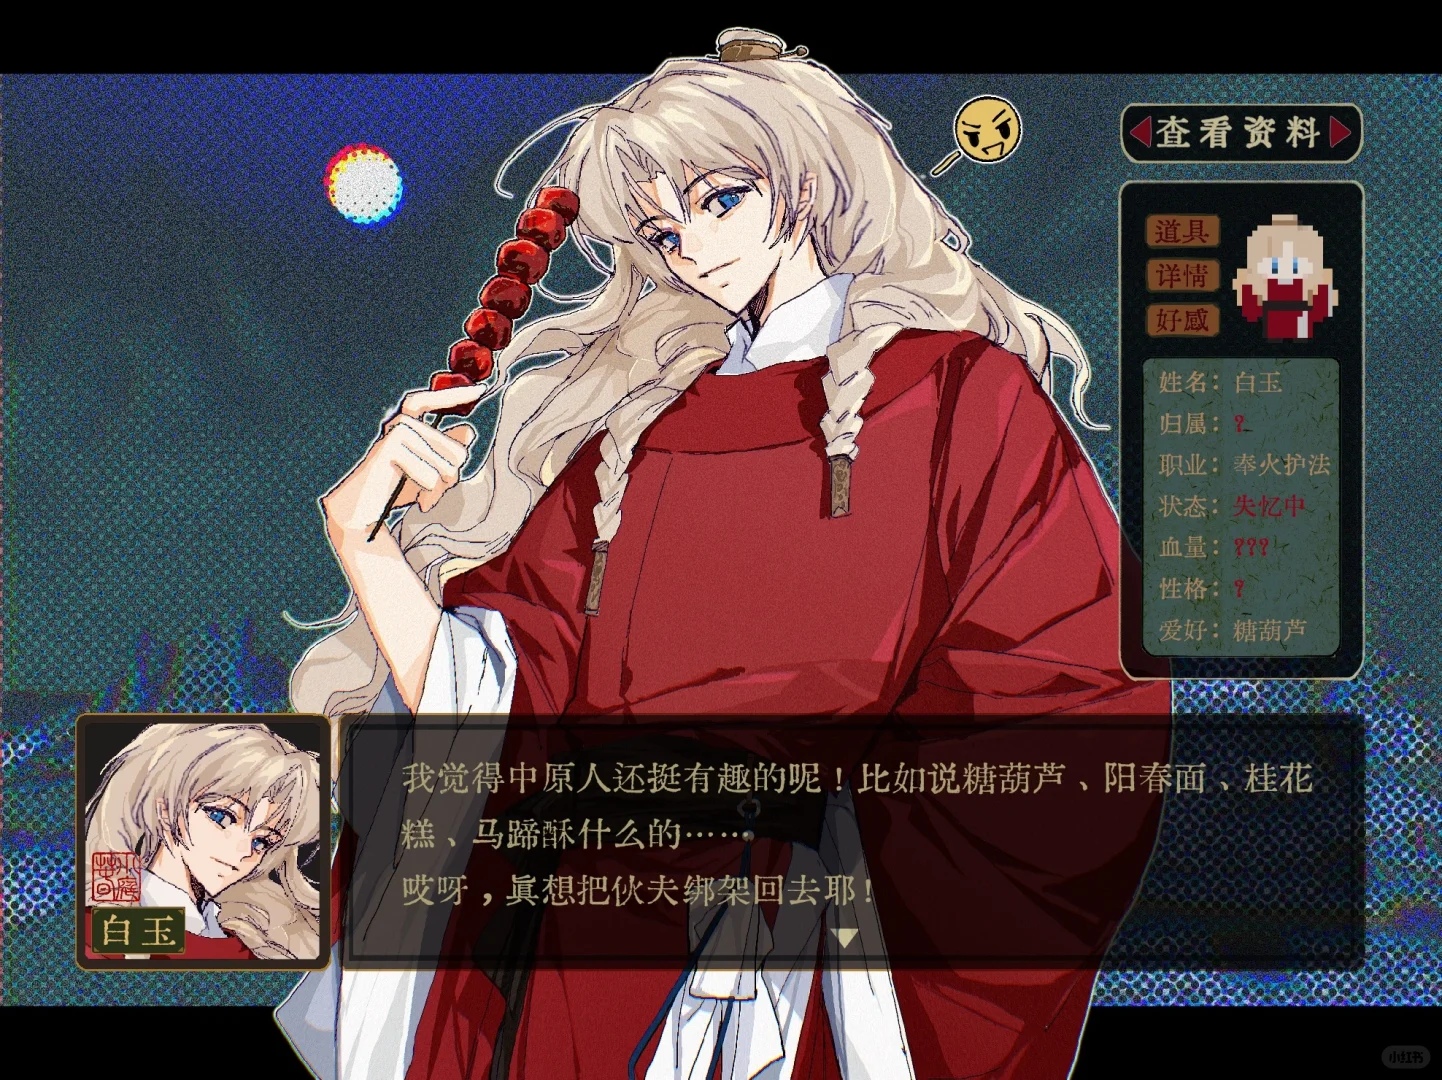 查看资料
道具
详情
好感
姓名：白玉
归属：?
职业：奉火护法
状态：失忆中
血量：???
性格：?
爱好：糖葫芦
我觉得中原人还挺有趣的呢！比如说糖葫芦、阳春面、桂花
糕、马蹄酥什么的……
哎呀，真想把伙夫绑架回去耶！
白玉
小红书